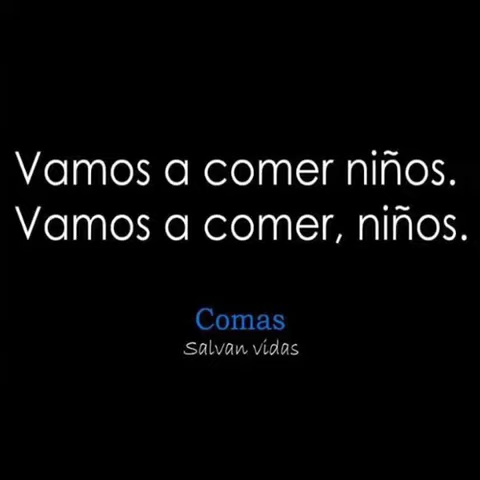 Vamos a comer niños.
Vamos a comer, niños.
Comas
Salvan vidas